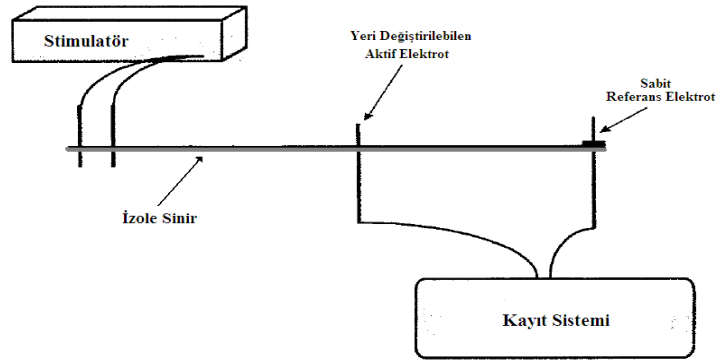 Stimulatör
Yeri Değiştirilebilen
Aktif Elektrot
Sabit
Referans Elektrot
İzole Sinir
Kayıt Sistemi